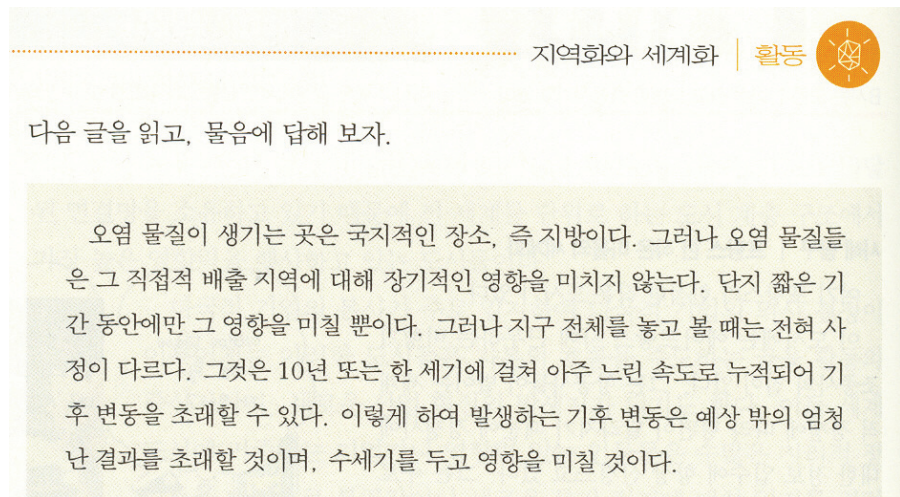 지역화와 세계화 | 활동
다음 글을 읽고, 물음에 답해 보자.
오염 물질이 생기는 곳은 국지적인 장소, 즉 지방이다. 그러나 오염 물질들
은 그 직접적 배출 지역에 대해 장기적인 영향을 미치지 않는다. 단지 짧은 기
간 동안에만 그 영향을 미칠 뿐이다. 그러나 지구 전체를 놓고 볼 때는 전혀 사
정이 다르다. 그것은 10년 또는 한 세기에 걸쳐 아주 느린 속도로 누적되어 기
후 변동을 초래할 수 있다. 이렇게 하여 발생하는 기후 변동은 예상 밖의 엄청
난 결과를 초래할 것이며, 수세기를 두고 영향을 미칠 것이다.